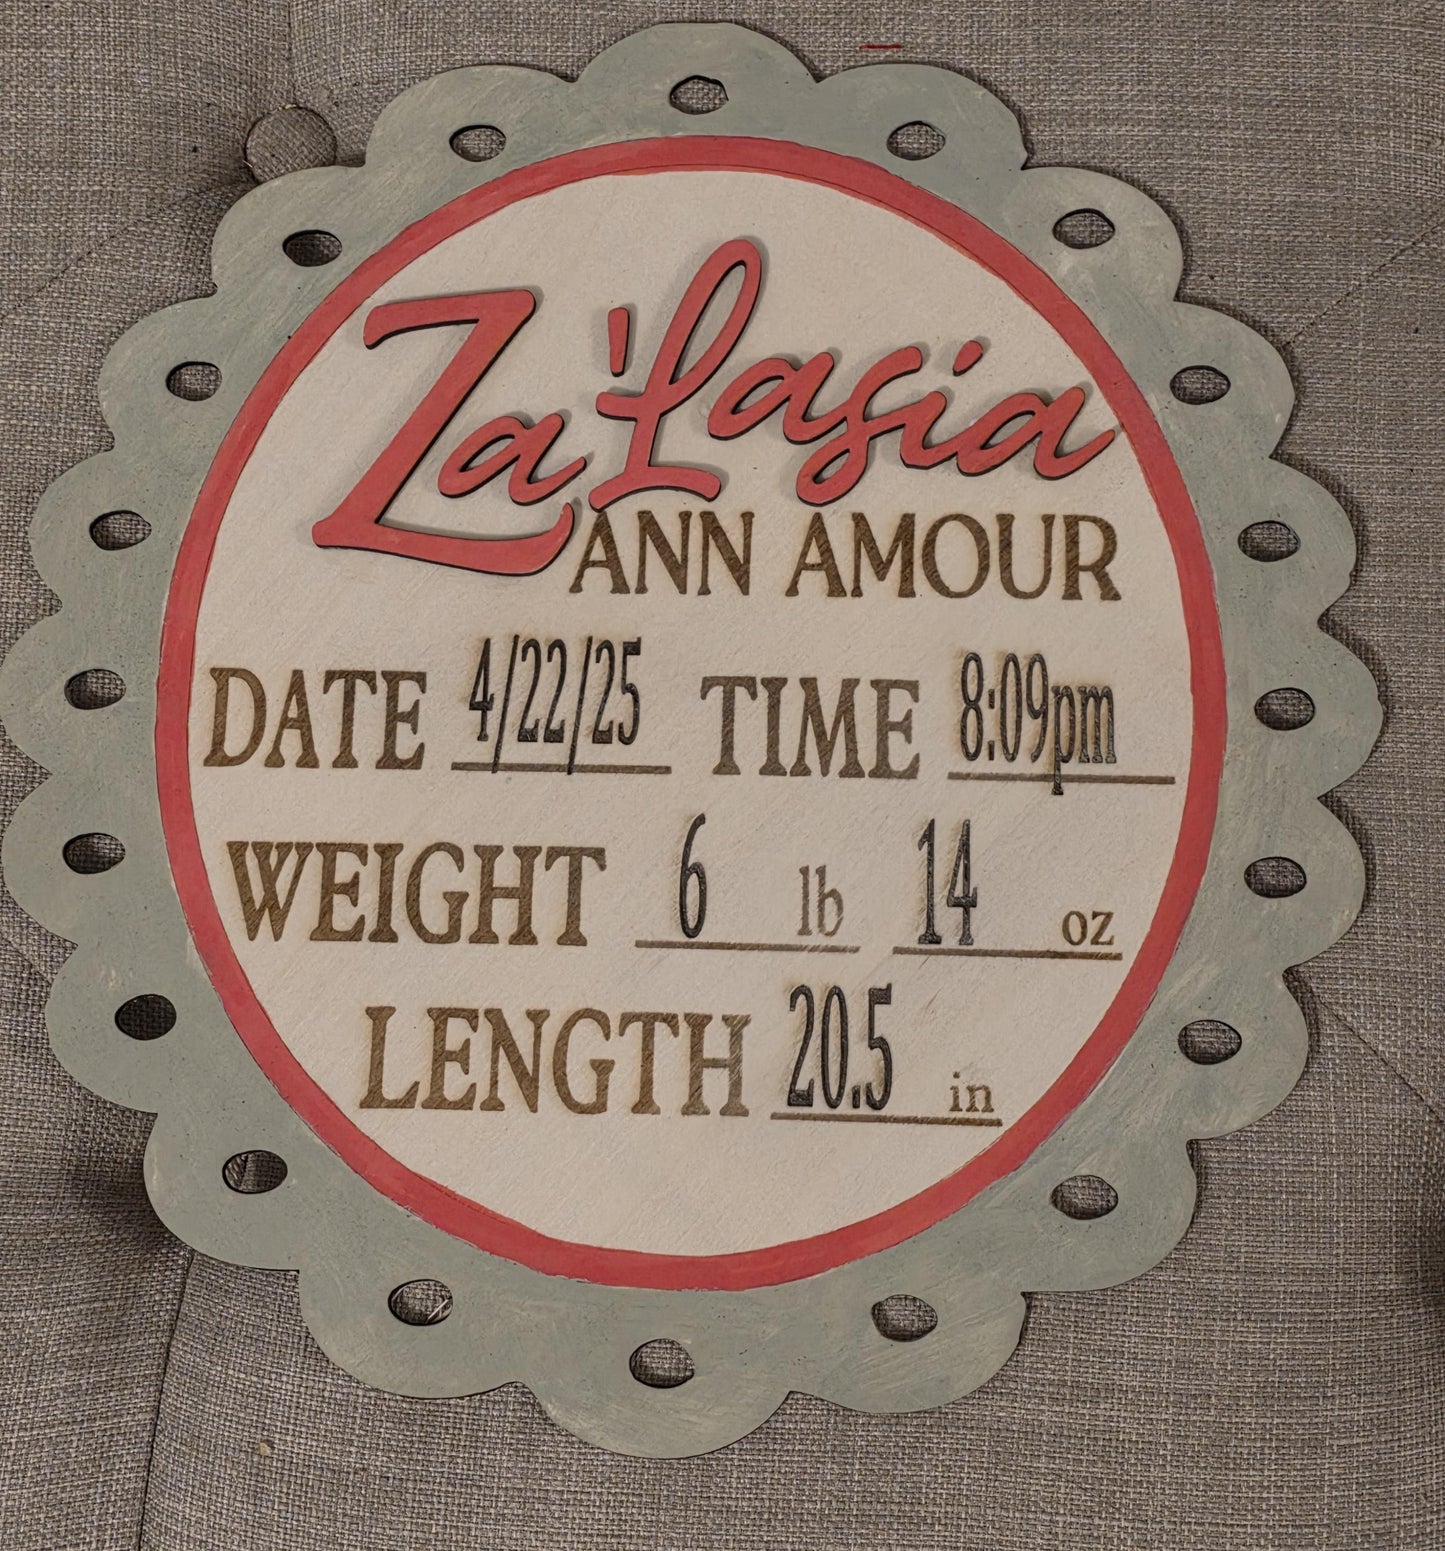 Za'Lasia
ANN AMOUR
DATE 4/22/25 TIME 8:09pm
WEIGHT 6 lb 14 oz
LENGTH 20.5 in